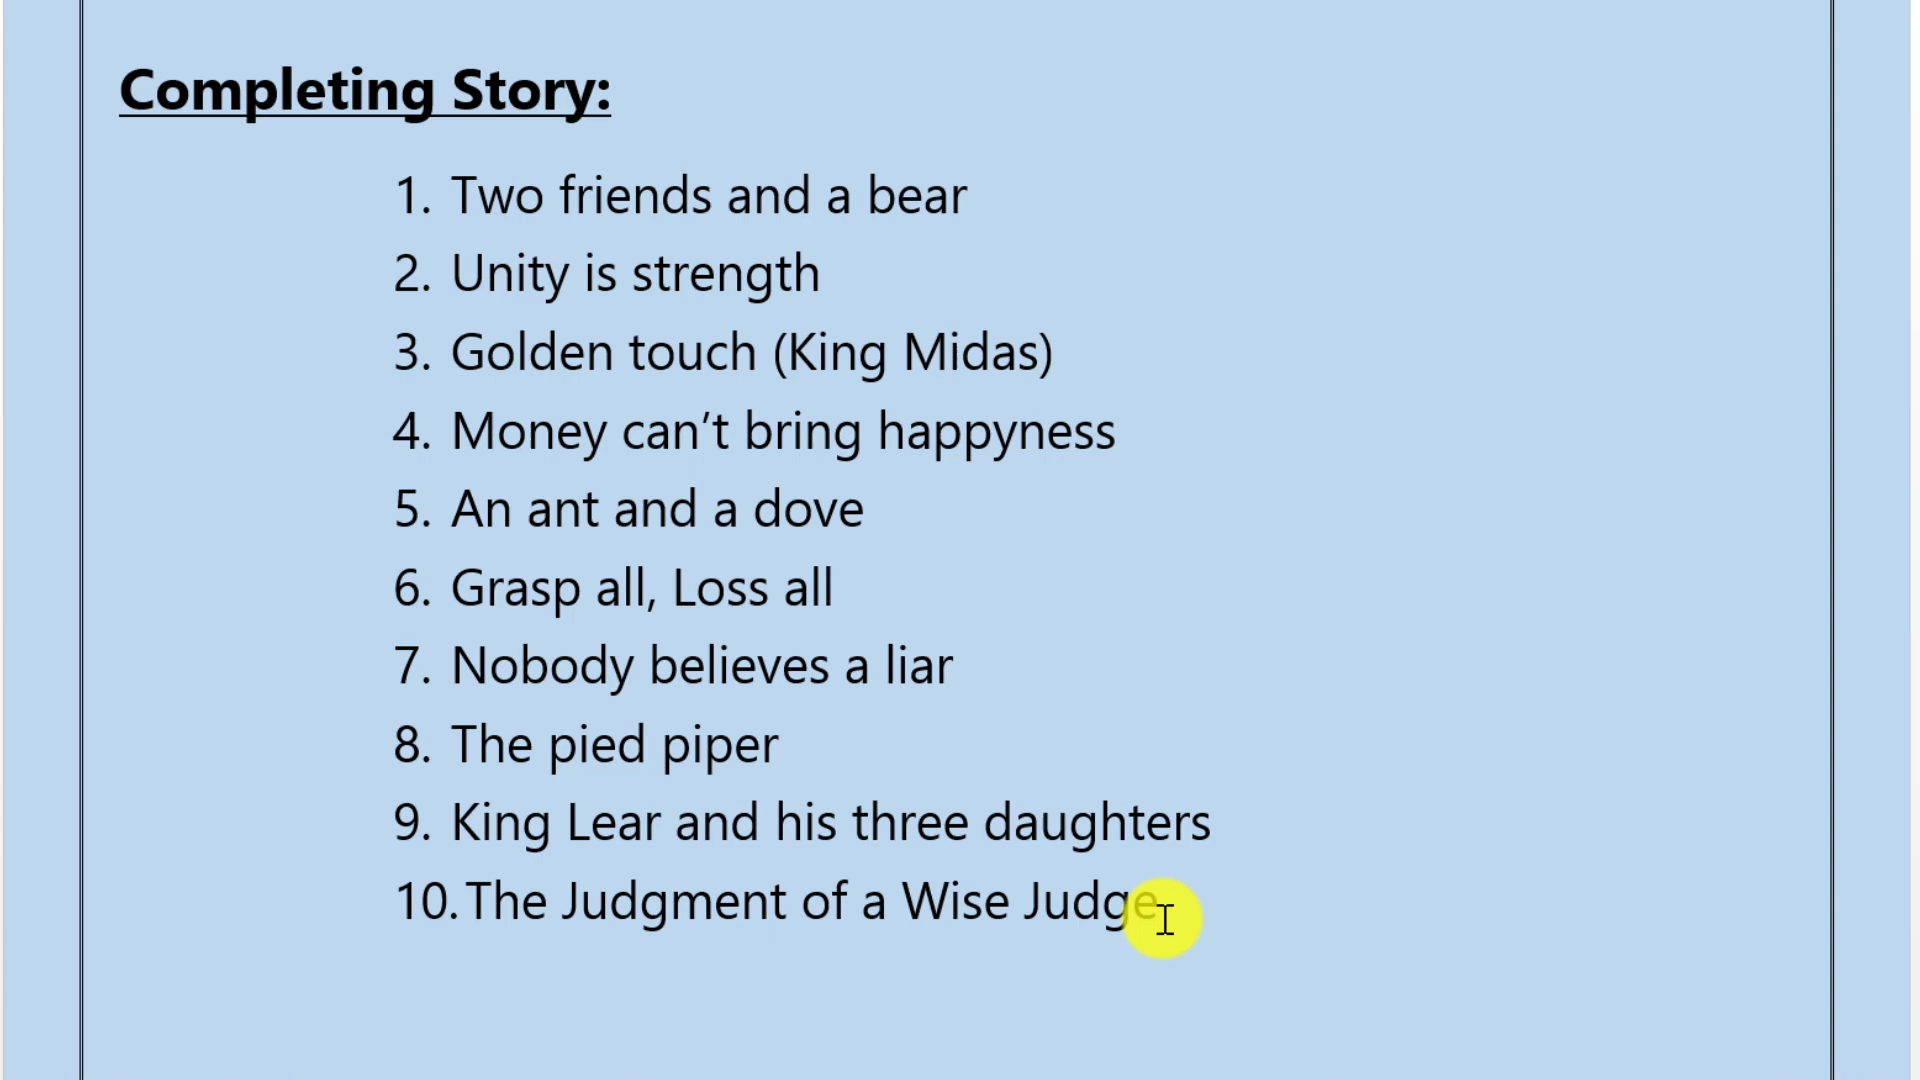 Completing Story:
1. Two friends and a bear
2. Unity is strength
3. Golden touch (King Midas)
4. Money can’t bring happyness
5. An ant and a dove
6. Grasp all, Loss all
7. Nobody believes a liar
8. The pied piper
9. King Lear and his three daughters
10. The Judgment of a Wise Judge